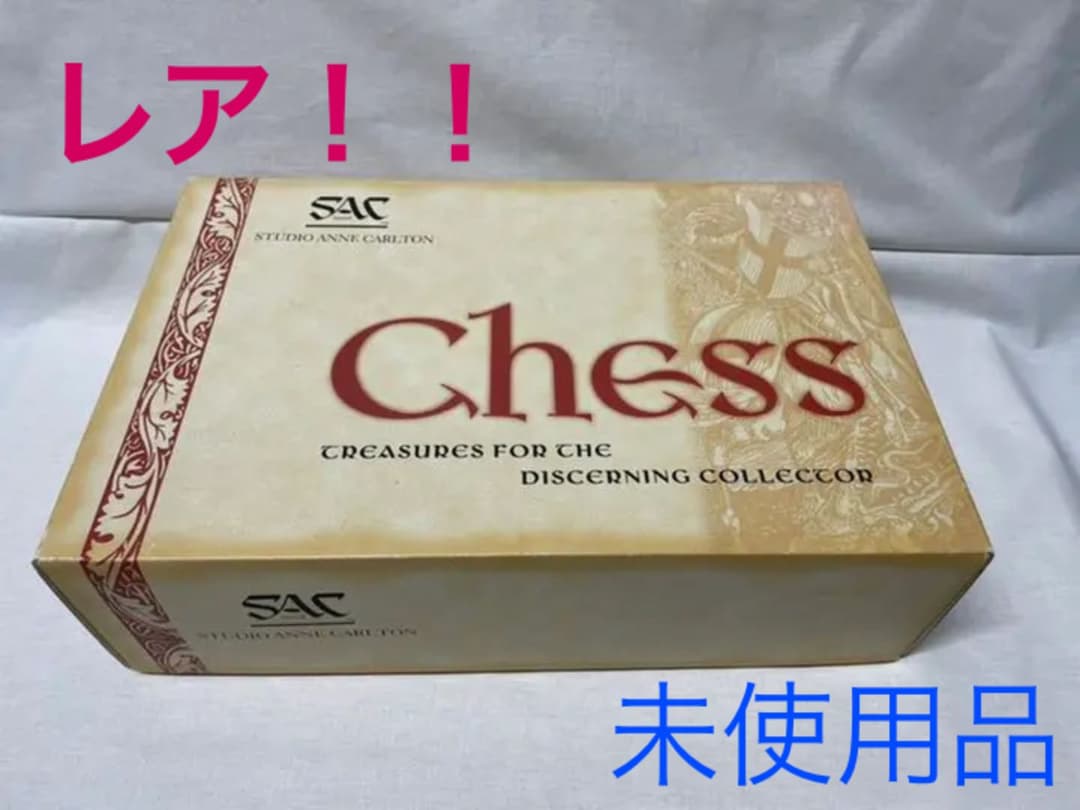 レア！！
SAC
STUDIO ANNE CARLTON
Chess
TREASURES FOR THE
DISCERNING COLLECTOR
SAC
STUDIO ANNE CARLTON
未使用品